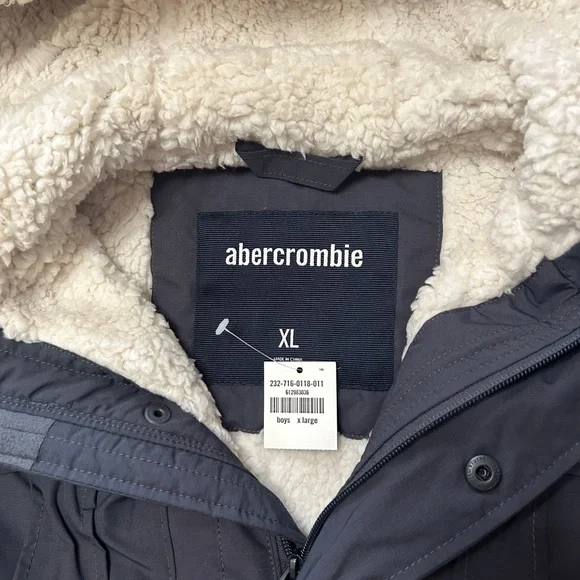 abercrombie
XL
MADE IN CHINA
232-716-0118-011
612983036
boys x large